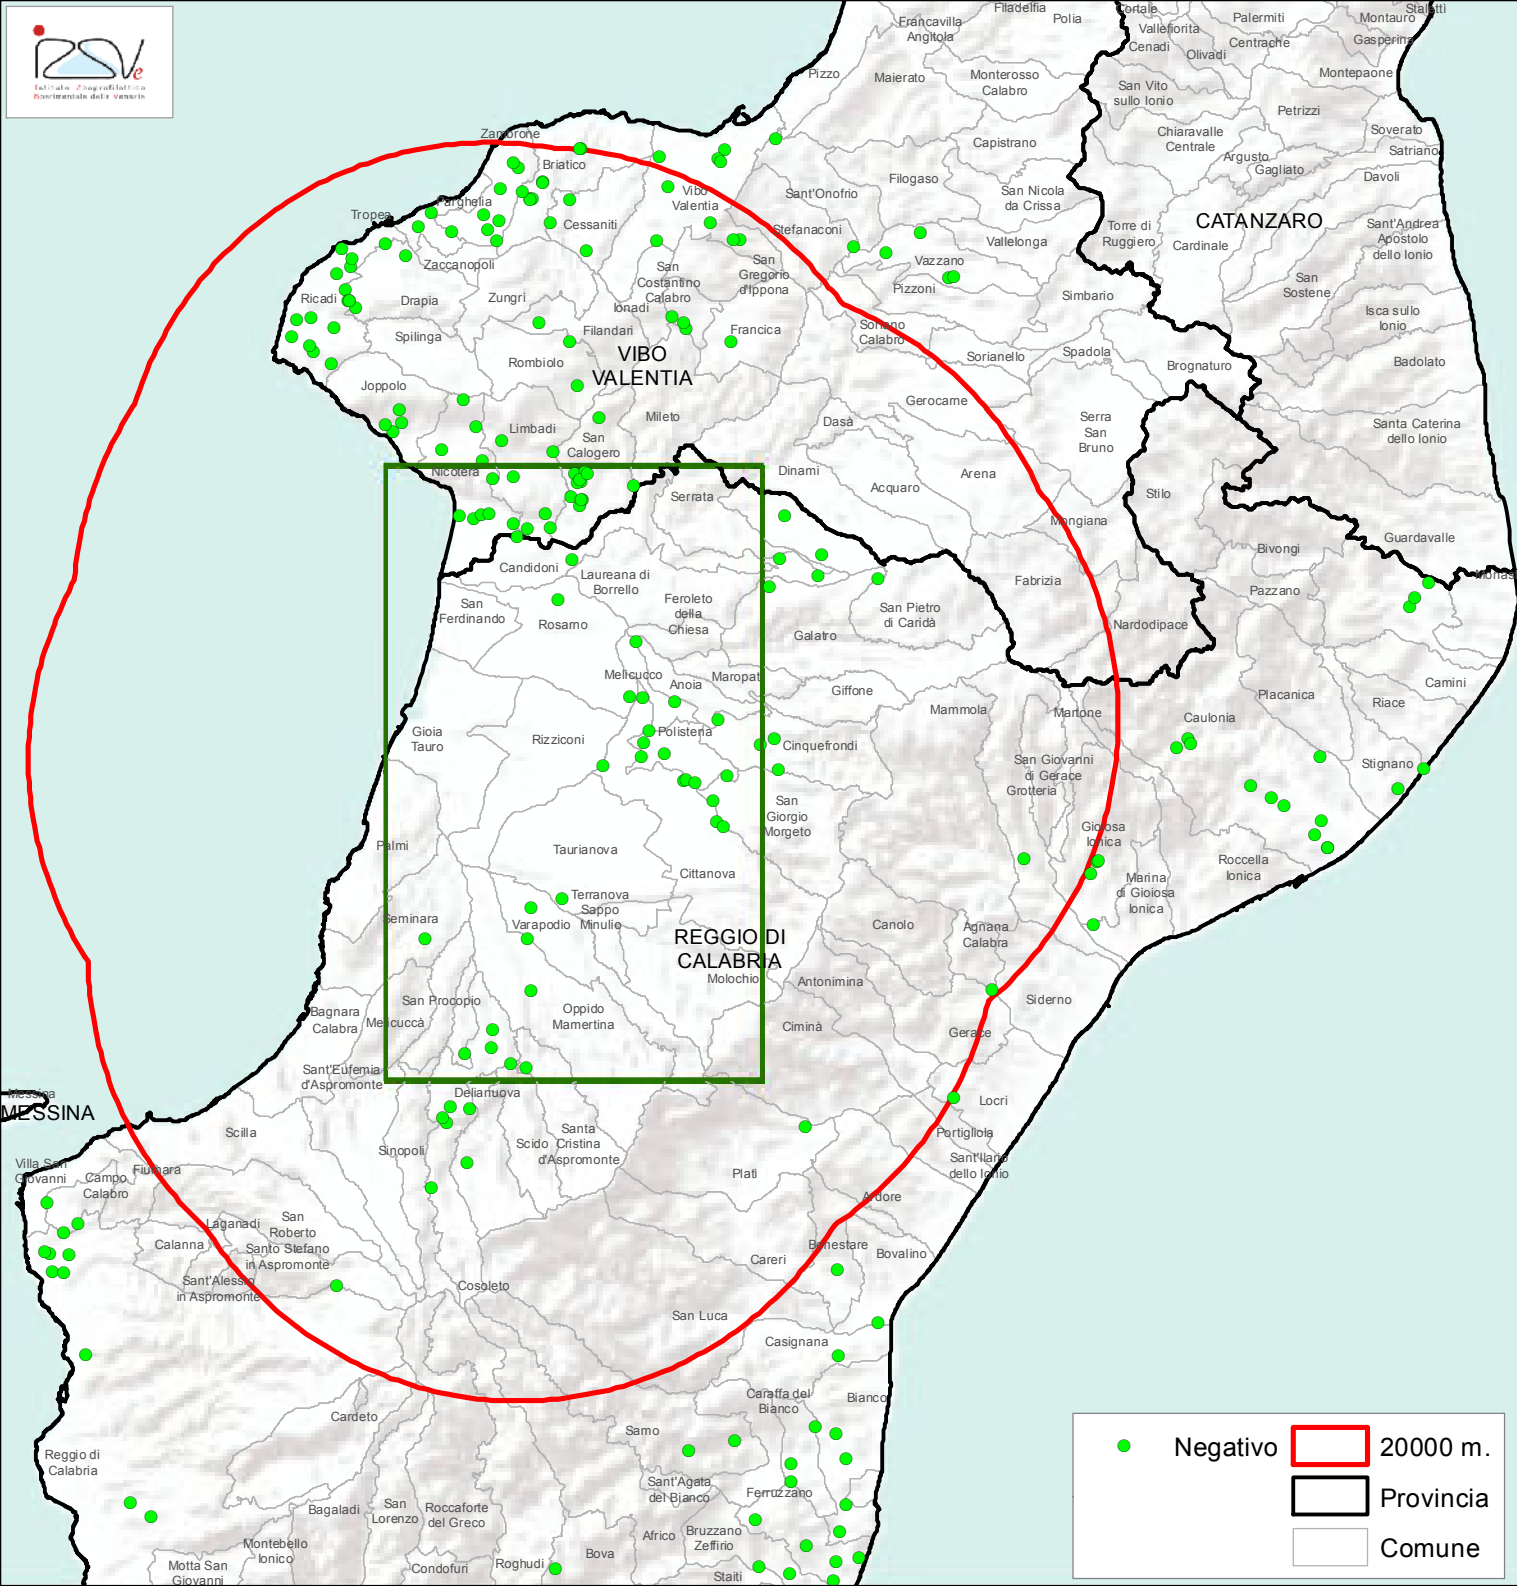 IZSVe
Istituto Zooprofilattico
Sperimentale delle Venezie
Filadelfia
Polia
Francavilla
Angitola
Cortale
Vallefiorita
Cenadi
Palermiti
Centrache
Olivadi
Stalettì
Montauro
Gasperina
Montepaone
Pizzo
Maierato
Monterosso
Calabro
San Vito
sullo Ionio
Petrizzi
Chiaravalle
Centrale
Soverato
Satriano
Argusto
Gagliato
Davoli
Zambrone
Briatico
Capistrano
Filogaso
Sant'Onofrio
San Nicola
da Crissa
Vibo
Valentia
Parghelia
Tropea
Cessaniti
Stefanaconi
Vallelonga
Torre di
Ruggiero
Cardinale
CATANZARO
Sant'Andrea
Apostolo
dello Ionio
Zaccanopoli
San
Costantino
Calabro
San
Gregorio
d'Ippona
Vazzano
Pizzoni
Simbario
San
Sostene
Ricadi
Drapia
Zungri
Ionadi
Isca sullo
Ionio
Spilinga
Filandari
Francica
Soriano
Calabro
Sorianello
Spadola
Brognaturo
Badolato
Rombiolo
VIBO
VALENTIA
Joppolo
Gerocarne
Limbadi
Mileto
Dasà
Serra
San
Bruno
Santa Caterina
dello Ionio
San
Calogero
Nicotera
Dinami
Arena
Acquaro
Serrata
Stilo
Mongiana
Guardavalle
Bivongi
Candidoni
Laureana di
Borrello
Fabrizia
Monas
Pazzano
San
Ferdinando
Rosarno
Feroleto
della
Chiesa
San Pietro
di Caridà
Galatro
Nardodipace
Melicucco
Anoia
Maropati
Giffone
Mammola
Martone
Placanica
Camini
Riace
Caulonia
Gioia
Tauro
Rizziconi
Polistena
Cinquefrondi
San Giovanni
di Gerace
Grotteria
Stignano
San
Giorgio
Morgeto
Gioiosa
Ionica
Palmi
Taurianova
Cittanova
Roccella
Ionica
Marina
di Gioiosa
Ionica
Terranova
Sappo
Minulio
Seminara
Varapodio
Canolo
Agnana
Calabra
REGGIO DI
CALABRIA
Molochio
Antonimina
Siderno
San Procopio
Oppido
Mamertina
Bagnara
Calabra
Melicuccà
Ciminà
Gerace
Sant'Eufemia
d'Aspromonte
Delianuova
Messina
MESSINA
Locri
Scilla
Sinopoli
Scido
Santa
Cristina
d'Aspromonte
Portigliola
Sant'Ilario
dello Ionio
Villa San
Giovanni
Campo
Calabro
Fiumara
Platì
Ardore
Laganadi
San
Roberto
Calanna
Santo Stefano
in Aspromonte
Careri
Benestare
Bovalino
Sant'Alessio
in Aspromonte
Cosoleto
San Luca
Casignana
Caraffa del
Bianco
Bianco
Cardeto
Samo
Reggio di
Calabria
Sant'Agata
del Bianco
Ferruzzano
Bagaladi
San
Lorenzo
Roccaforte
del Greco
Africo
Bruzzano
Zeffirio
Montebello
Ionico
Motta San
Giovanni
Condofuri
Roghudi
Bova
Staiti
Negativo
20000 m.
Provincia
Comune